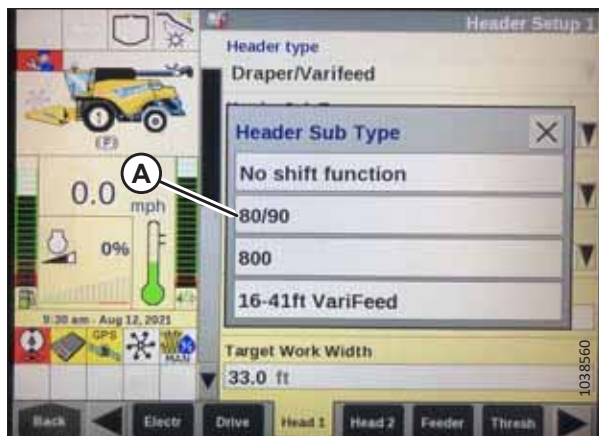 Header Setup 1
Header type
Draper/Varifeed
Header Sub Type
No shift function
80/90
800
16-41ft VariFeed
A
(P)
0.0 mph
0%
9:30 am - Aug 12, 2021
GPS
MAN
Target Work Width
33.0 ft
1038560
Back
Electr
Drive
Head 1
Head 2
Feeder
Thresh